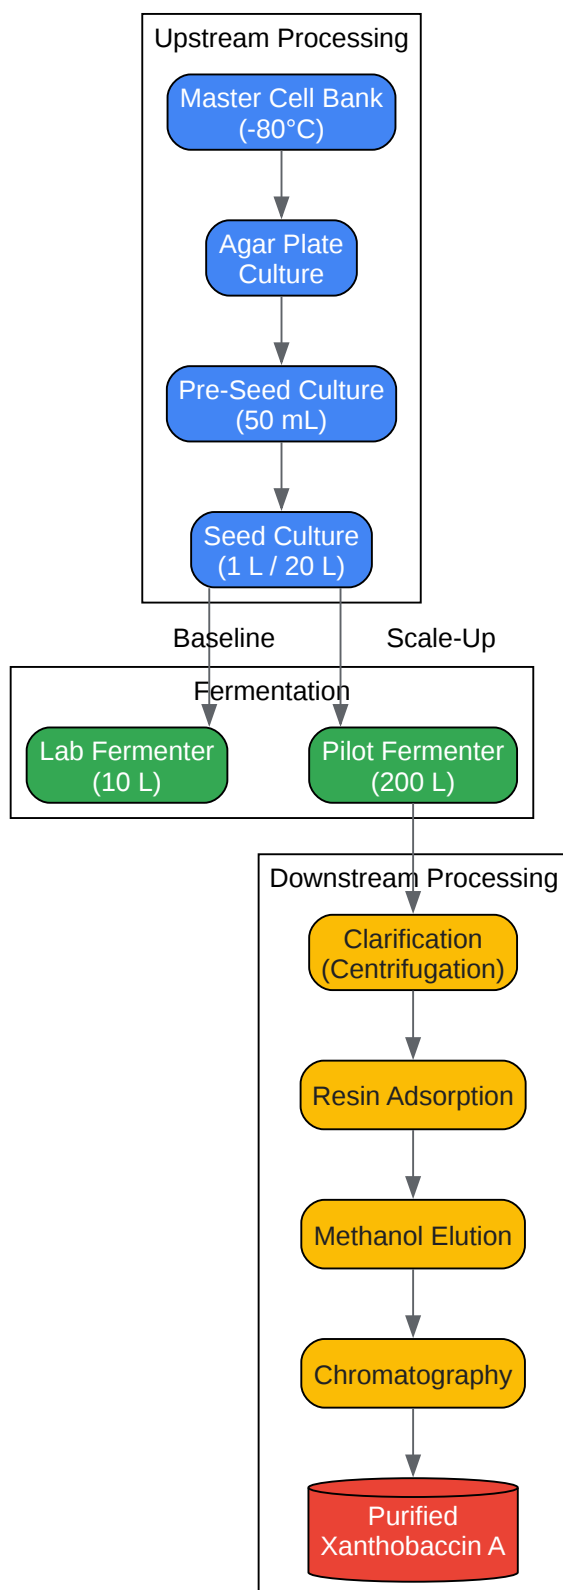 Upstream Processing
Master Cell Bank
(-80°C)
Agar Plate
Culture
Pre-Seed Culture
(50 mL)
Seed Culture
(1 L / 20 L)
Baseline
Scale-Up
Fermentation
Lab Fermenter
(10 L)
Pilot Fermenter
(200 L)
Downstream Processing
Clarification
(Centrifugation)
Resin Adsorption
Methanol Elution
Chromatography
Purified
Xanthobaccin A